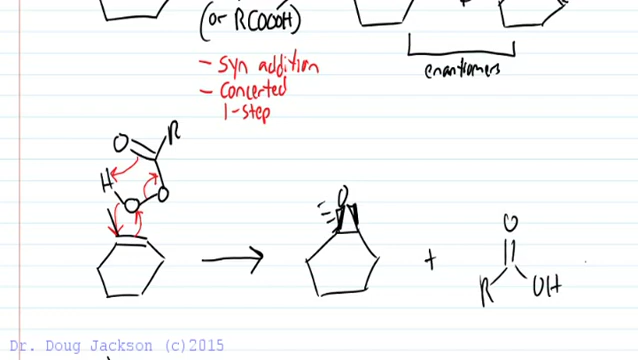 (or RCOOOH)
- Syn addition
- Concerted
1-step
enantiomers
O
R
H
O
O
O
+
O
R
OH
Dr. Doug Jackson (c)2015